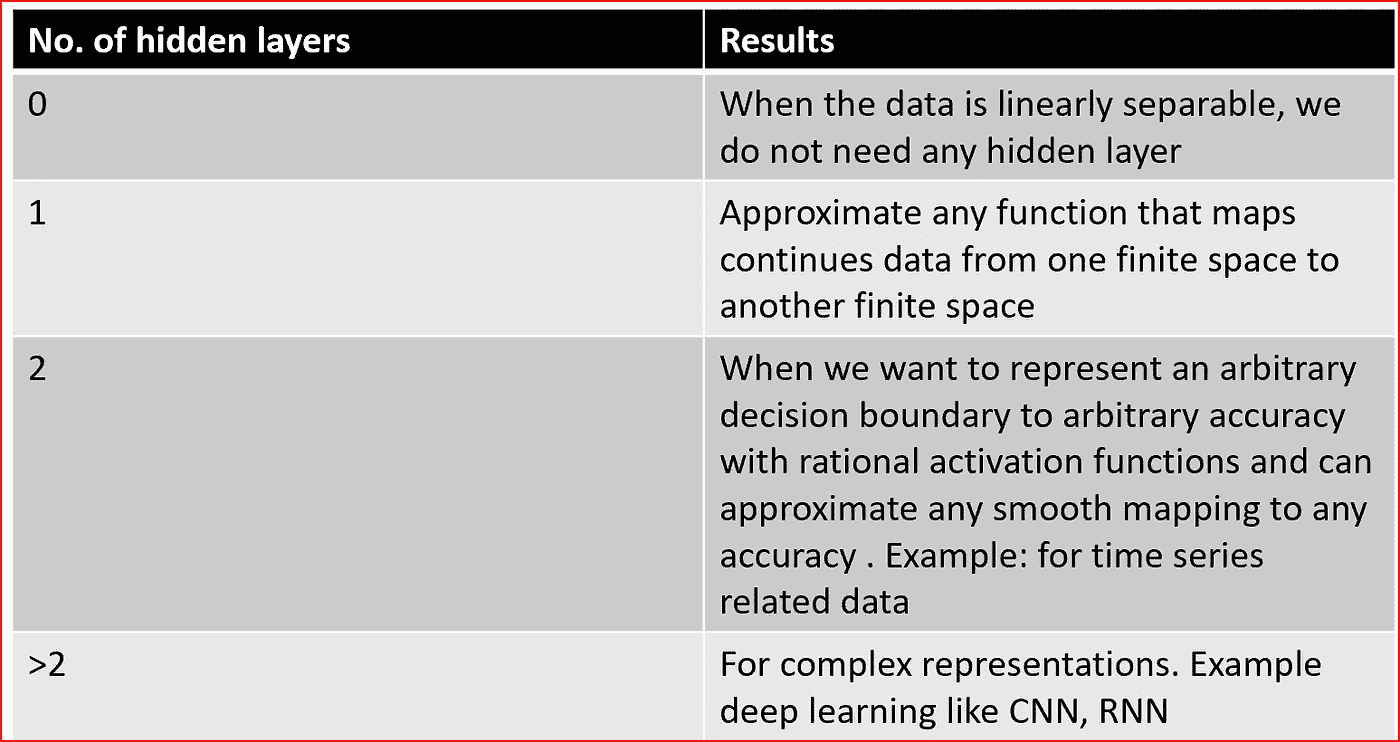 No. of hidden layers
Results
0
When the data is linearly separable, we
do not need any hidden layer
1
Approximate any function that maps
continues data from one finite space to
another finite space
2
When we want to represent an arbitrary
decision boundary to arbitrary accuracy
with rational activation functions and can
approximate any smooth mapping to any
accuracy . Example: for time series
related data
>2
For complex representations. Example
deep learning like CNN, RNN